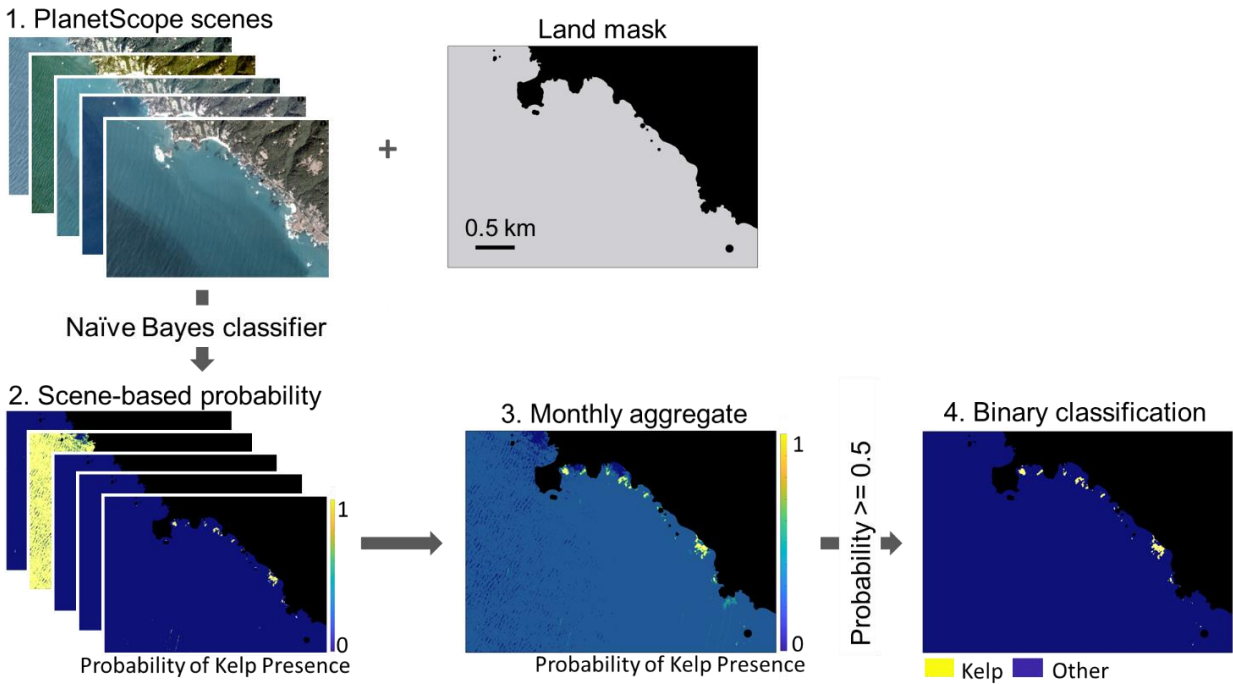 1. PlanetScope scenes
Land mask
+
0.5 km
Naïve Bayes classifier
2. Scene-based probability
1
0
Probability of Kelp Presence
3. Monthly aggregate
1
0
Probability of Kelp Presence
Probability >= 0.5
4. Binary classification
Kelp
Other